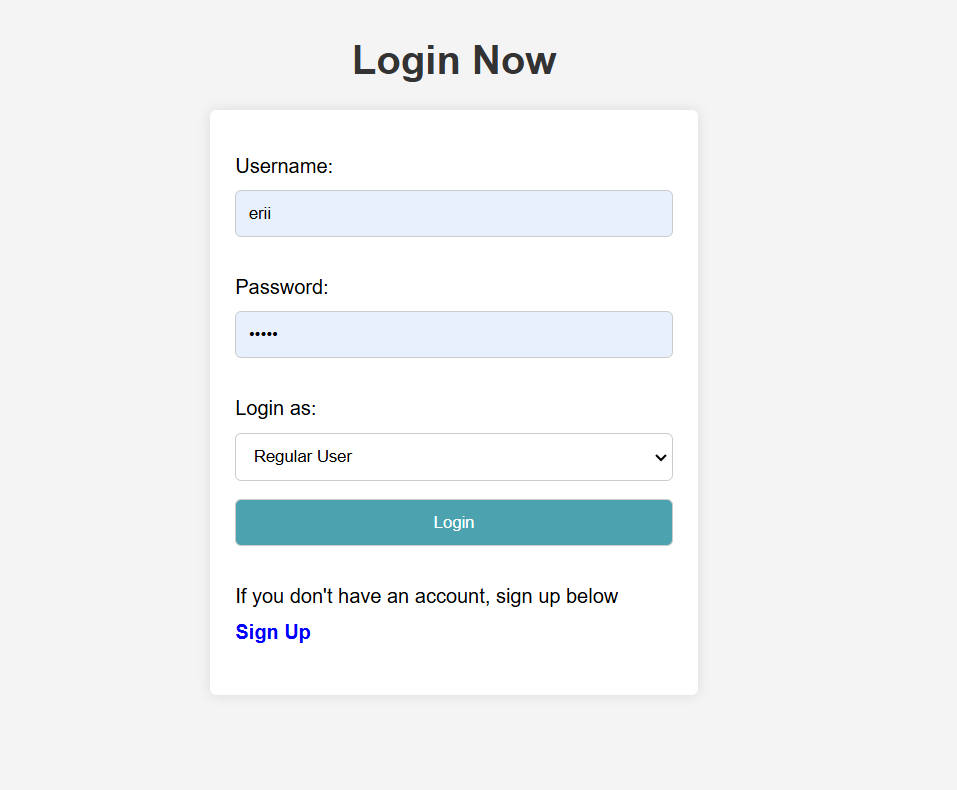 Login Now
Username:
erii
Password:
•••••
Login as:
Regular User
Login
If you don't have an account, sign up below
Sign Up